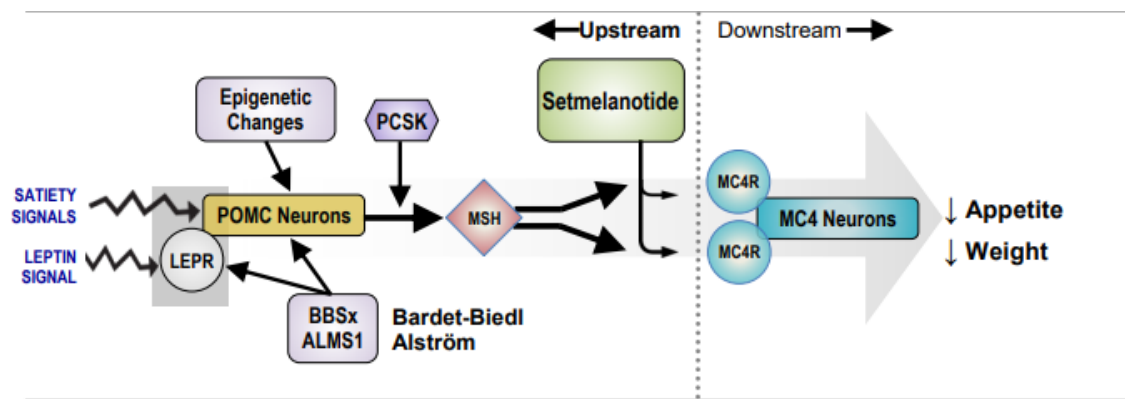 Upstream
Downstream
Setmelanotide
Epigenetic
Changes
PCSK
SATIETY
SIGNALS
POMC Neurons
MSH
MC4R
MC4 Neurons
MC4R
LEPTIN
SIGNAL
LEPR
↓ Appetite
↓ Weight
BBSx
ALMS1
Bardet-Biedl
Alström